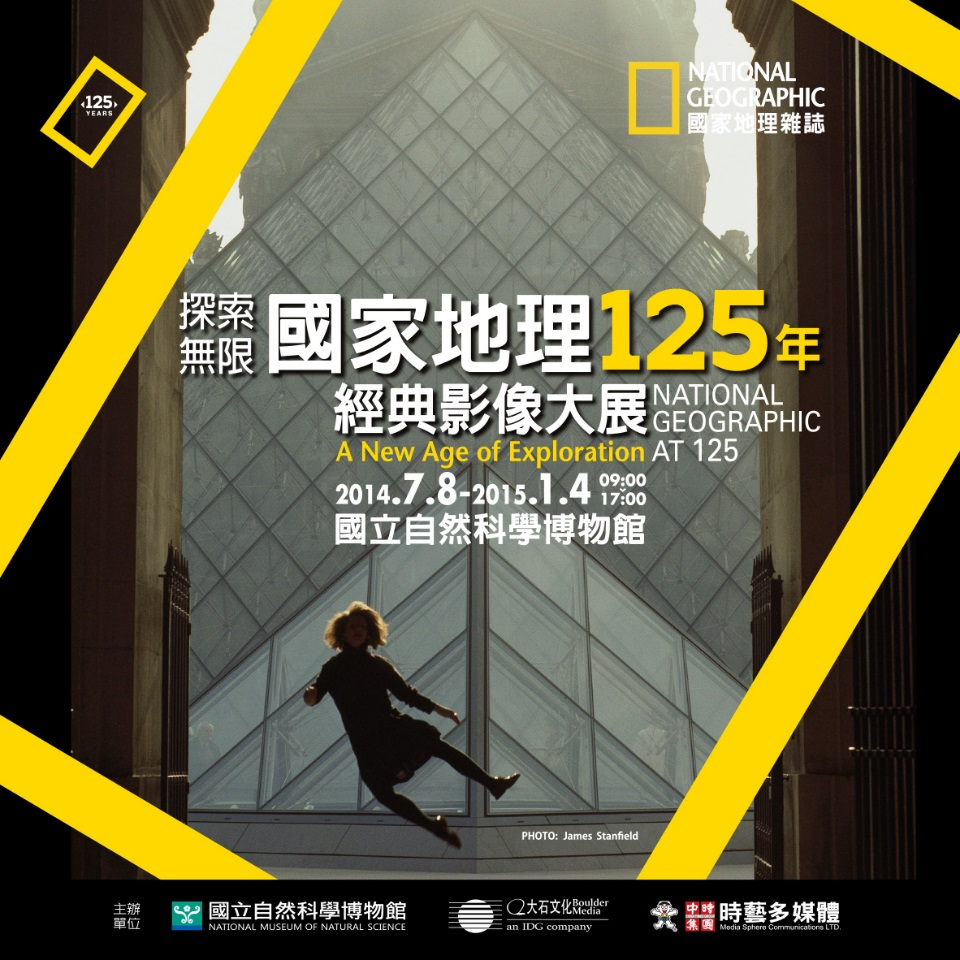 125
YEARS
NATIONAL
GEOGRAPHIC
國家地理雜誌
探索
無限
國家地理125年
經典影像大展
NATIONAL
GEOGRAPHIC
AT 125
A New Age of Exploration
2014.7.8-2015.1.4 09:00-17:00
國立自然科學博物館
PHOTO: James Stanfield
主辦
單位
國立自然科學博物館
NATIONAL MUSEUM OF NATURAL SCIENCE
大石文化 Boulder Media
an IDG company
中時
集團
時藝多媒體
Media Sphere Communications LTD.